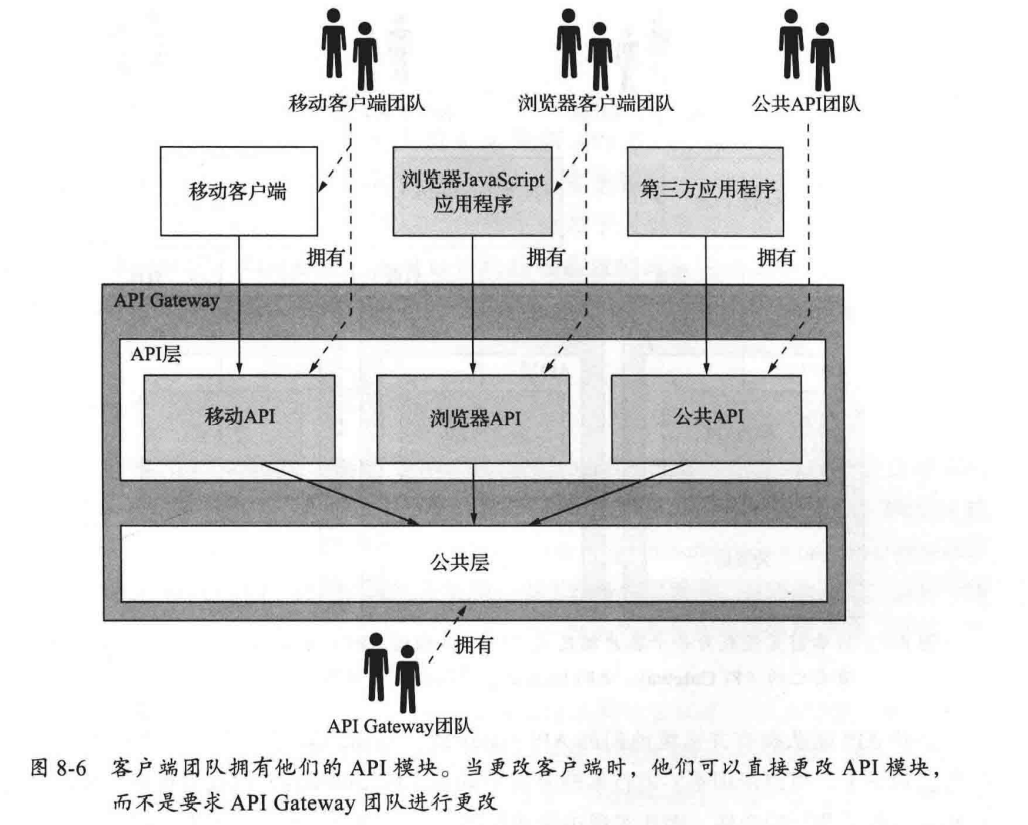 移动客户端团队
浏览器客户端团队
公共API团队
移动客户端
浏览器JavaScript
应用程序
第三方应用程序
拥有
拥有
拥有
API Gateway
API层
移动API
浏览器API
公共API
公共层
拥有
API Gateway团队
图 8-6 客户端团队拥有他们的 API 模块。当更改客户端时，他们可以直接更改 API 模块，
而不是要求 API Gateway 团队进行更改